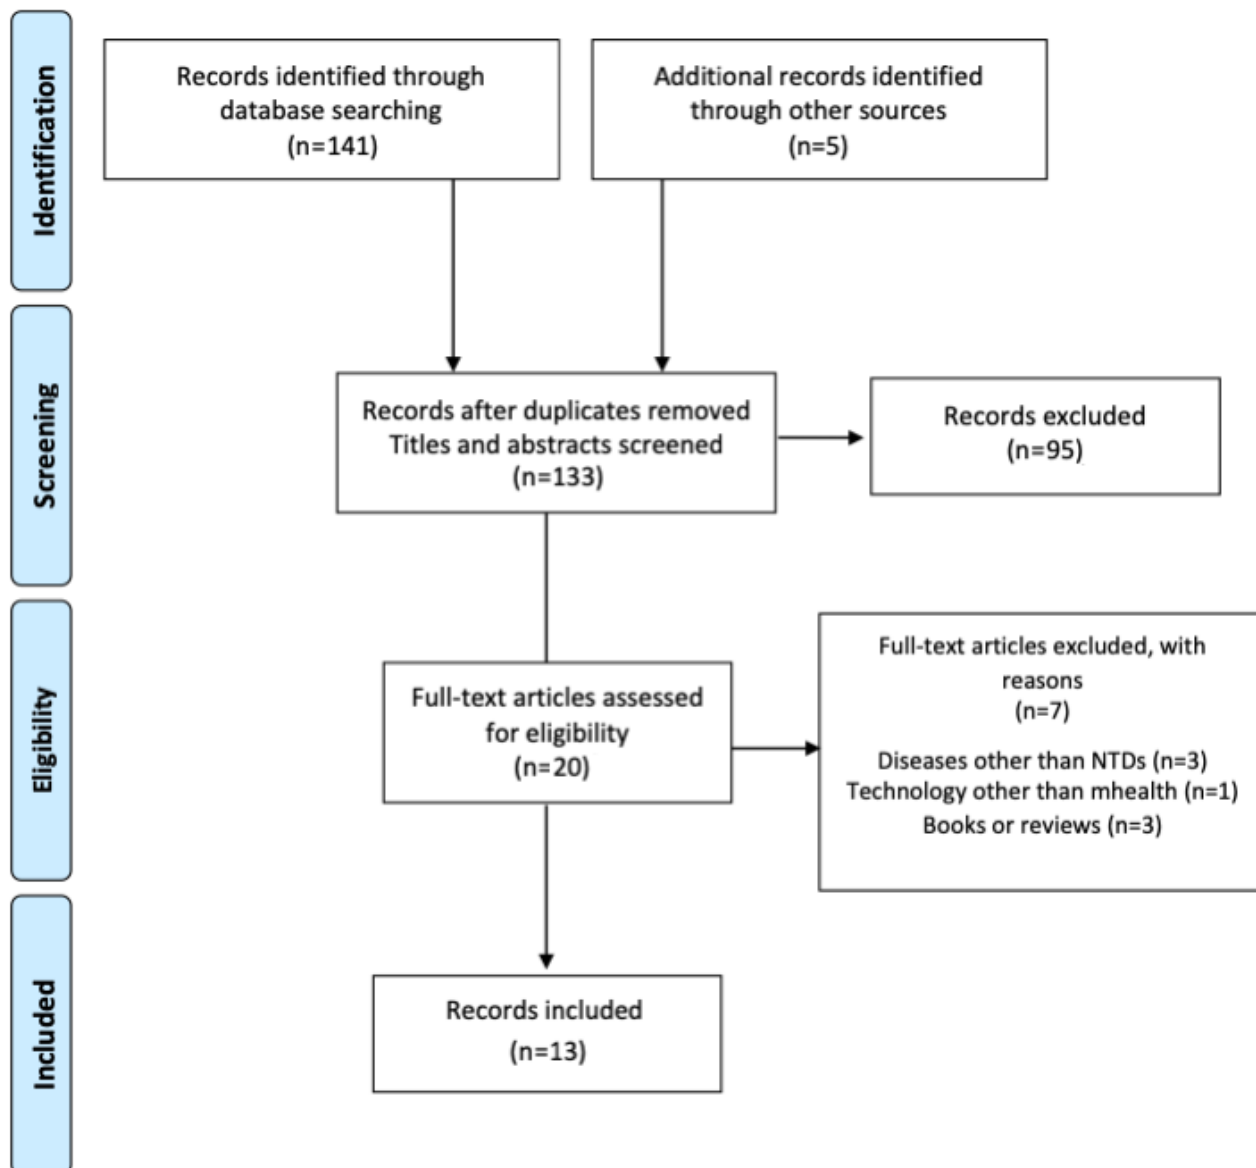 Identification
Records identified through
database searching
(n=141)
Additional records identified
through other sources
(n=5)
Screening
Records after duplicates removed
Titles and abstracts screened
(n=133)
Records excluded
(n=95)
Eligibility
Full-text articles assessed
for eligibility
(n=20)
Full-text articles excluded, with
reasons
(n=7)
Diseases other than NTDs (n=3)
Technology other than mhealth (n=1)
Books or reviews (n=3)
Included
Records included
(n=13)